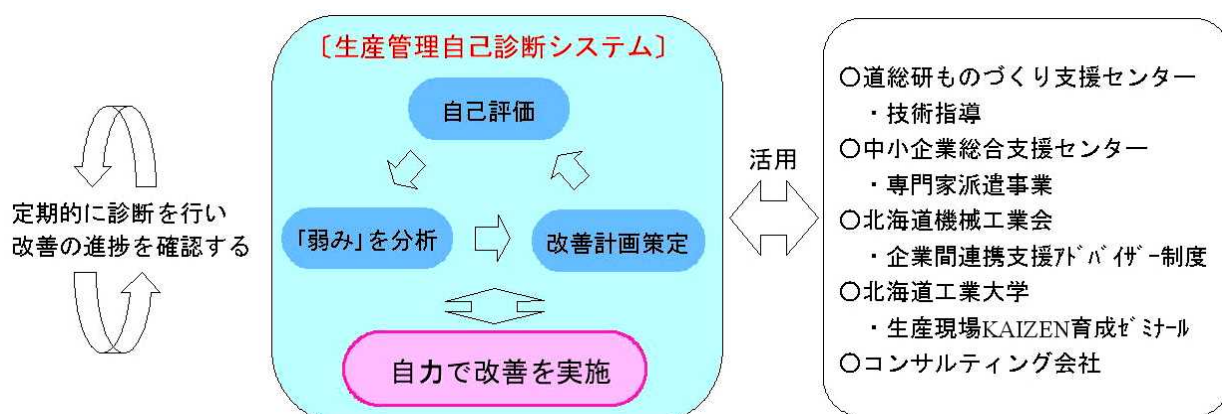 〔生産管理自己診断システム〕
自己評価
「弱み」を分析
改善計画策定
自力で改善を実施
定期的に診断を行い
改善の進捗を確認する
活用
○道総研ものづくり支援センター
・技術指導
○中小企業総合支援センター
・専門家派遣事業
○北海道機械工業会
・企業間連携支援ｱﾄﾞﾊﾞｲｻﾞｰ制度
○北海道工業大学
・生産現場KAIZEN育成ｾﾞﾐﾅｰﾙ
○コンサルティング会社